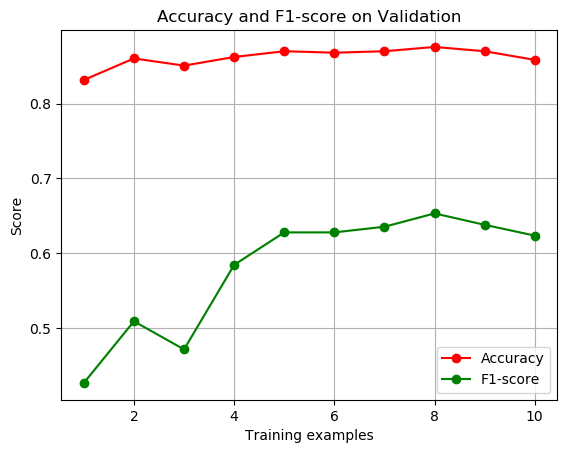 Accuracy and F1-score on Validation
Score
0.8
0.7
0.6
0.5
Accuracy
F1-score
2 4 6 8 10
Training examples